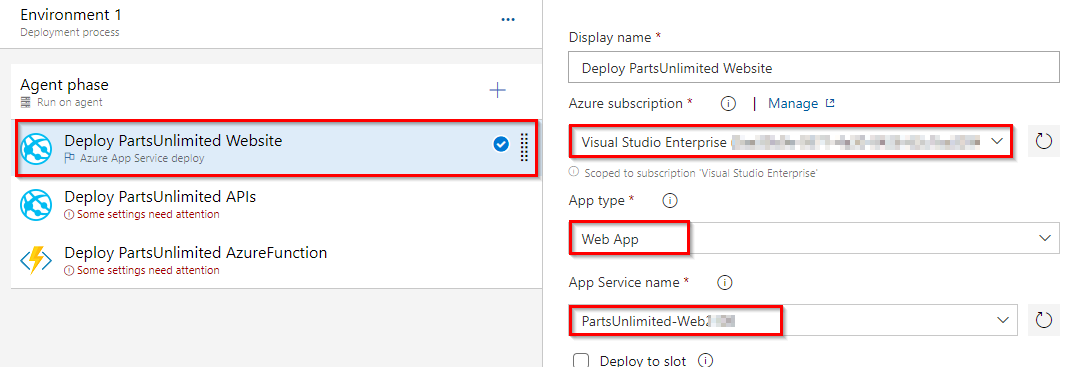 Environment 1
Deployment process
Agent phase
Run on agent
Deploy PartsUnlimited Website
Azure App Service deploy
Deploy PartsUnlimited APIs
Some settings need attention
Deploy PartsUnlimited AzureFunction
Some settings need attention
Display name *
Deploy PartsUnlimited Website
Azure subscription * | Manage
Visual Studio Enterprise
Scoped to subscription 'Visual Studio Enterprise'
App type *
Web App
App Service name *
PartsUnlimited-Web
Deploy to slot